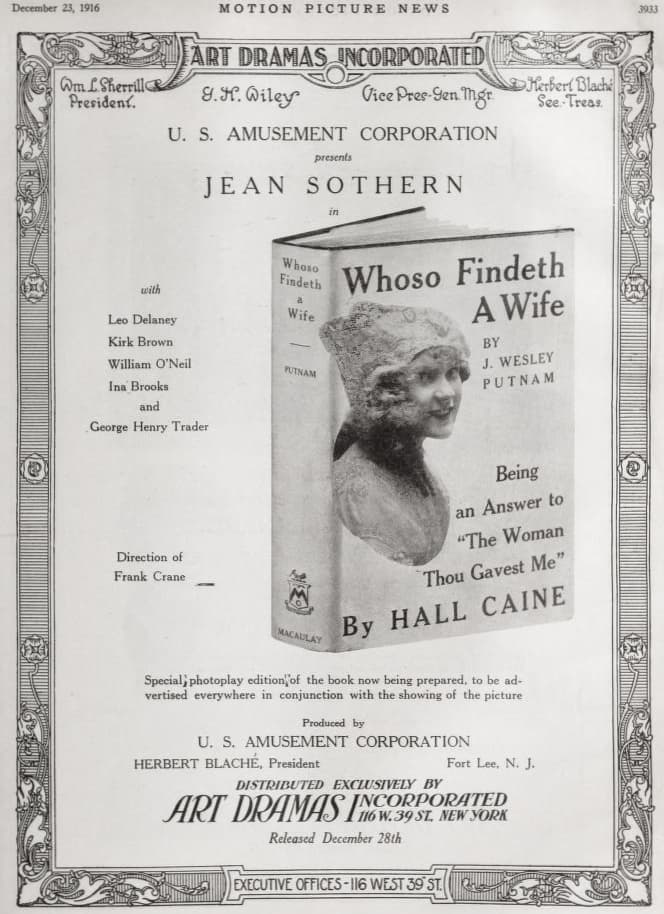 December 23, 1916 MOTION PICTURE NEWS 3933
ART DRAMAS INCORPORATED
Wm L. Sherrill
President.
G. H. Wiley Vice Pres-Gen. Mgr.
Herbert Blaché
See.-Treas.
U. S. AMUSEMENT CORPORATION
presents
JEAN SOTHERN
in
with
Leo Delaney
Kirk Brown
William O'Neil
Ina Brooks
and
George Henry Trader
Direction of
Frank Crane
Whoso
Findeth
a
Wife
PUTNAM
MACAULAY
Whoso Findeth
A Wife
BY
J. WESLEY
PUTNAM
Being
an Answer to
"The Woman
Thou Gavest Me"
By HALL CAINE
Special photoplay edition of the book now being prepared, to be ad-
vertised everywhere in conjunction with the showing of the picture
Produced by
U. S. AMUSEMENT CORPORATION
HERBERT BLACHÉ, President Fort Lee, N. J.
DISTRIBUTED EXCLUSIVELY BY
ART DRAMAS INCORPORATED
116 W. 39 ST. NEW YORK
Released December 28th
EXECUTIVE OFFICES-116 WEST 39" ST.